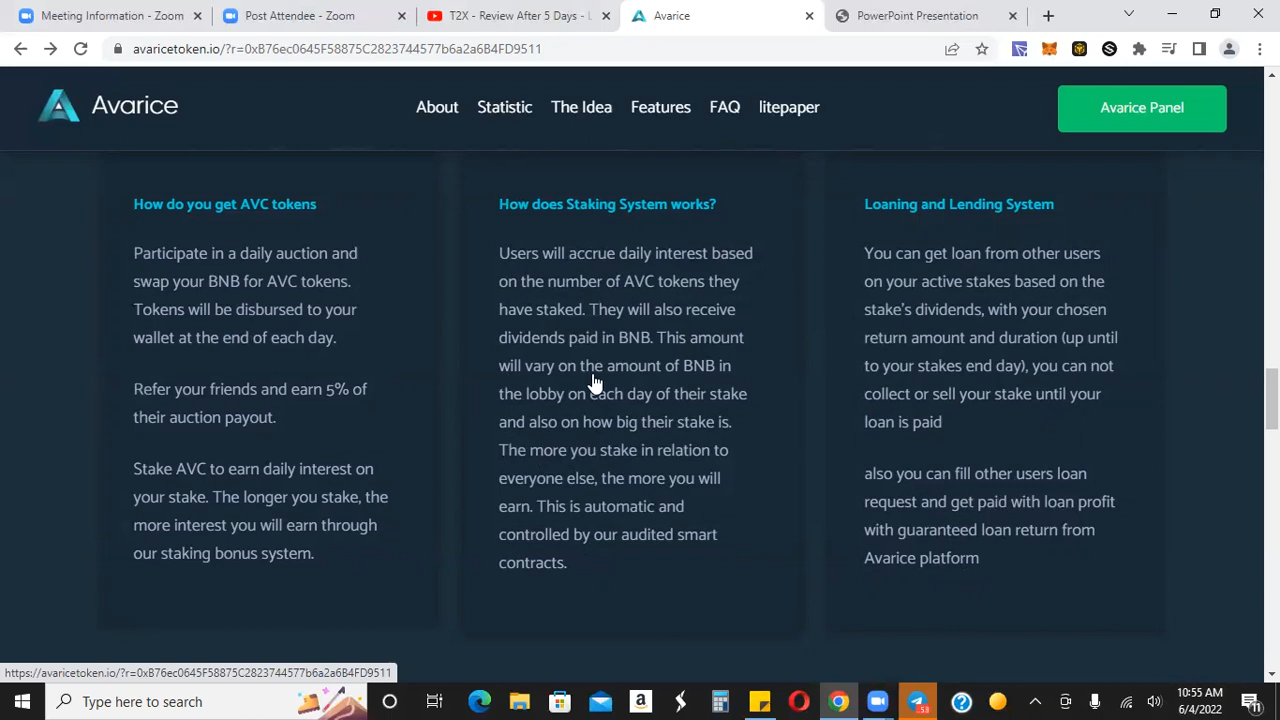 Meeting Information - Zoom
Post Attendee - Zoom
T2X - Review After 5 Days - L
Avarice
PowerPoint Presentation
avaricetoken.io/?r=0xB76ec0645F58875C2823744577b6a2a6B4FD9511
Avarice
About
Statistic
The Idea
Features
FAQ
litepaper
Avarice Panel
How do you get AVC tokens
Participate in a daily auction and
swap your BNB for AVC tokens.
Tokens will be disbursed to your
wallet at the end of each day.
Refer your friends and earn 5% of
their auction payout.
Stake AVC to earn daily interest on
your stake. The longer you stake, the
more interest you will earn through
our staking bonus system.
How does Staking System works?
Users will accrue daily interest based
on the number of AVC tokens they
have staked. They will also receive
dividends paid in BNB. This amount
will vary on the amount of BNB in
the lobby on each day of their stake
and also on how big their stake is.
The more you stake in relation to
everyone else, the more you will
earn. This is automatic and
controlled by our audited smart
contracts.
Loaning and Lending System
You can get loan from other users
on your active stakes based on the
stake's dividends, with your chosen
return amount and duration (up until
to your stakes end day), you can not
collect or sell your stake until your
loan is paid
also you can fill other users loan
request and get paid with loan profit
with guaranteed loan return from
Avarice platform
https://avaricetoken.io/?r=0xB76ec0645F58875C2823744577b6a2a6B4FD9511
Type here to search
10:55 AM
6/4/2022